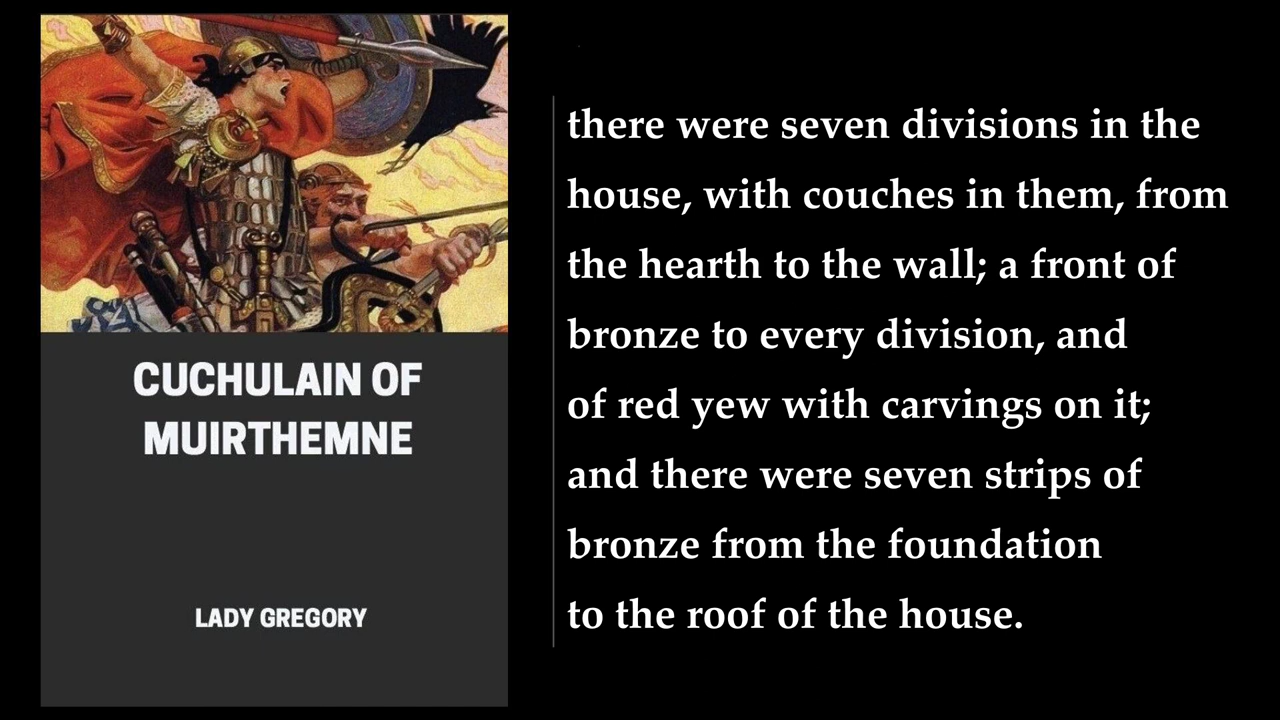 CUCHULAIN OF
MUIRTHEMNE
LADY GREGORY
there were seven divisions in the
house, with couches in them, from
the hearth to the wall; a front of
bronze to every division, and
of red yew with carvings on it;
and there were seven strips of
bronze from the foundation
to the roof of the house.